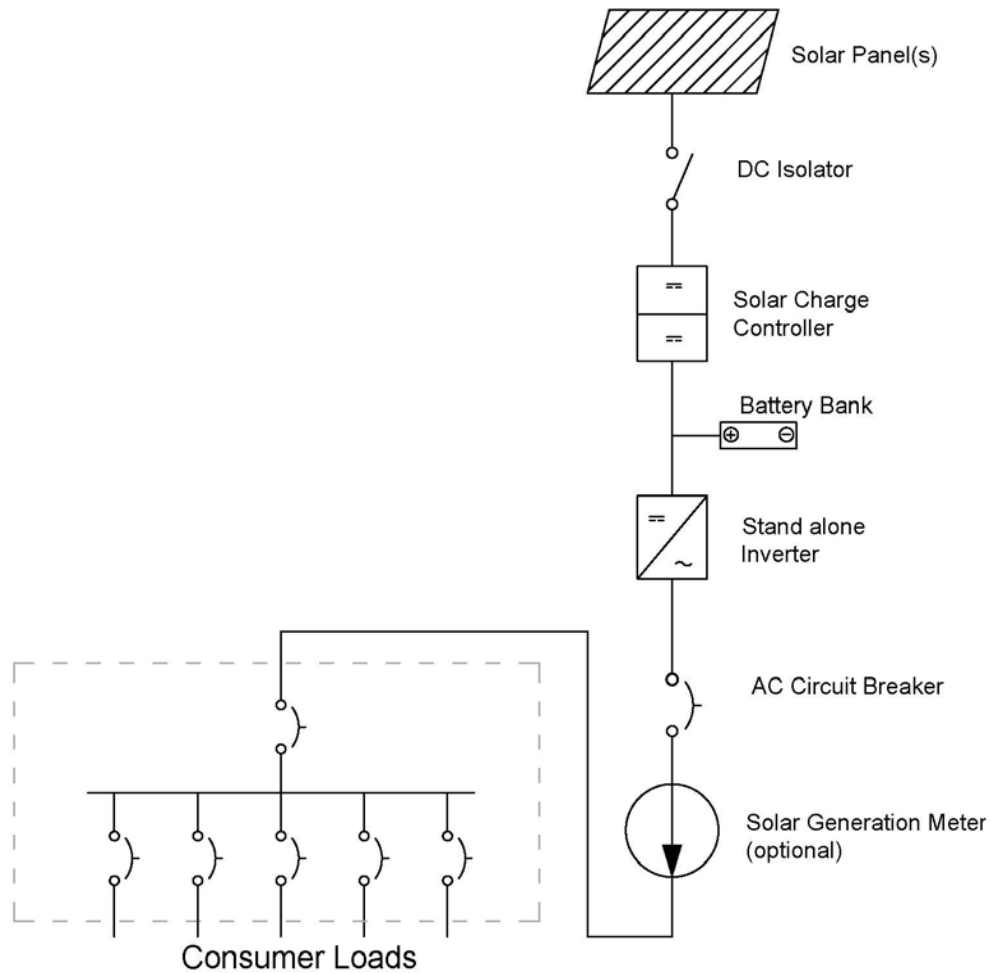 Solar Panel(s)
DC Isolator
Solar Charge
Controller
Battery Bank
Stand alone
Inverter
AC Circuit Breaker
Solar Generation Meter
(optional)
Consumer Loads